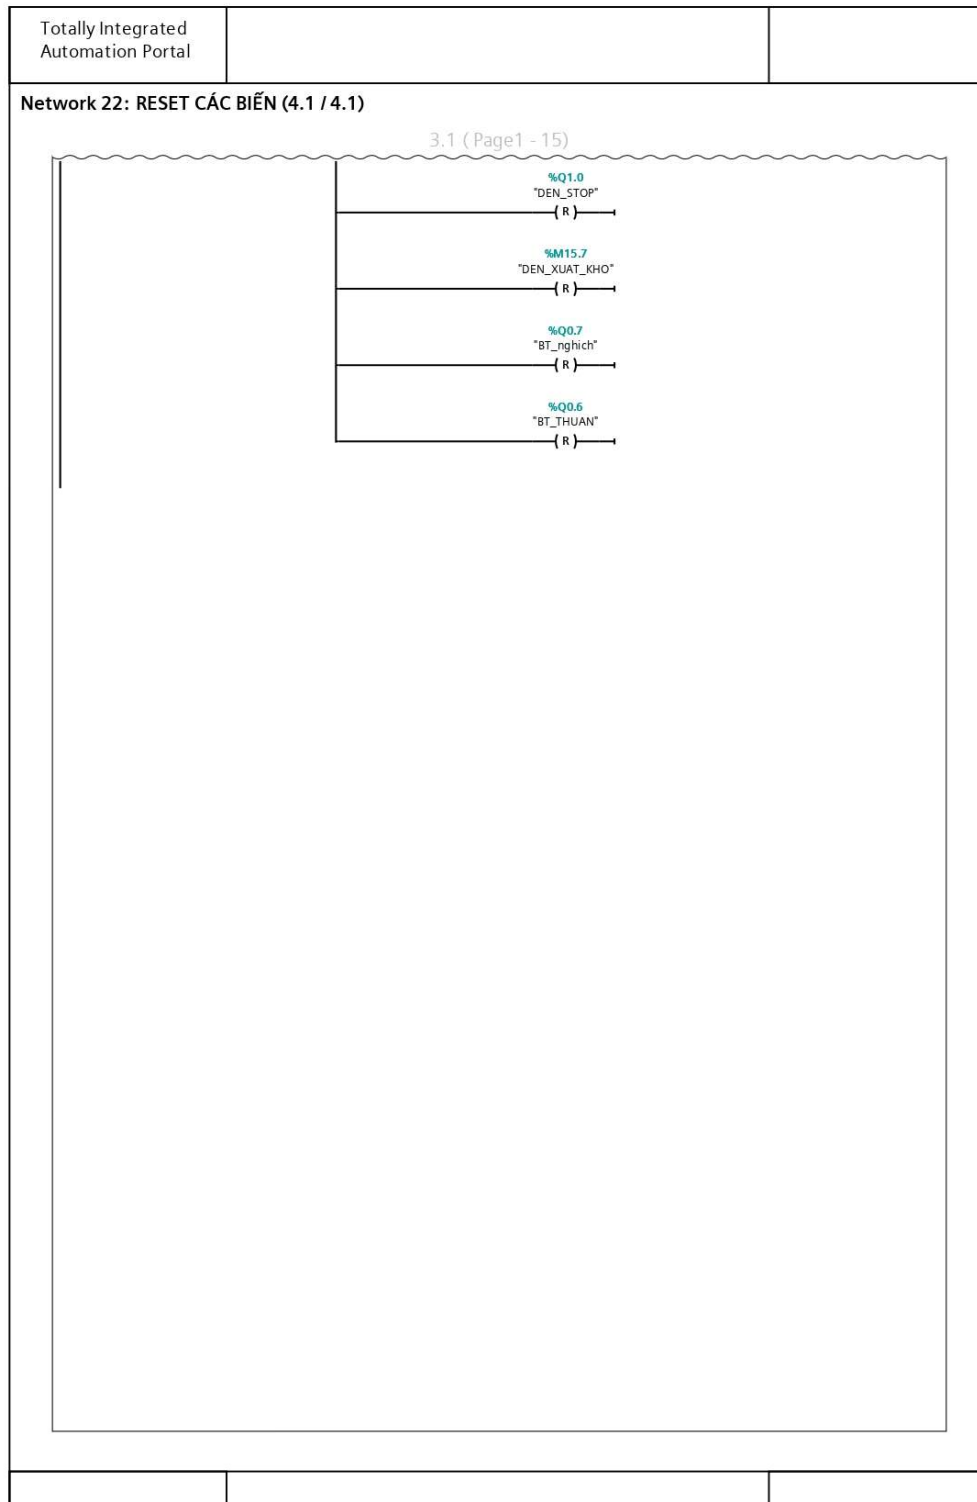 Totally Integrated
Automation Portal
Network 22: RESET CÁC BIẾN (4.1 / 4.1)
3.1 ( Page1 - 15)
%Q1.0
"DEN_STOP"
R
%M15.7
"DEN_XUAT_KHO"
R
%Q0.7
"BT_nghich"
R
%Q0.6
"BT_THUAN"
R